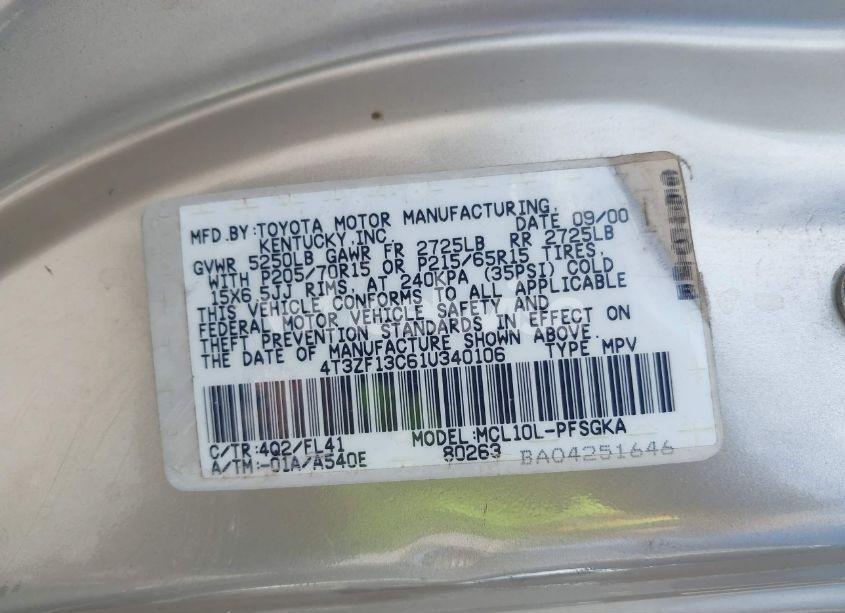 MFD.BY:TOYOTA MOTOR MANUFACTURING,
KENTUCKY,INC. DATE 09/00
GVWR 5250LB GAWR FR 2725LB RR 2725LB
WITH P205/70R15 OR P215/65R15 TIRES,
15X6.5JJ RIMS, AT 240KPA (35PSI) COLD
THIS VEHICLE CONFORMS TO ALL APPLICABLE
FEDERAL MOTOR VEHICLE SAFETY AND
THEFT PREVENTION STANDARDS IN EFFECT ON
THE DATE OF MANUFACTURE SHOWN ABOVE.
4T3ZF13C61U340106 TYPE MPV
C/TR:4Q2/FL41 MODEL:MCL10L-PFSGKA
A/TM:-01A/A540E 80263 BA04251646